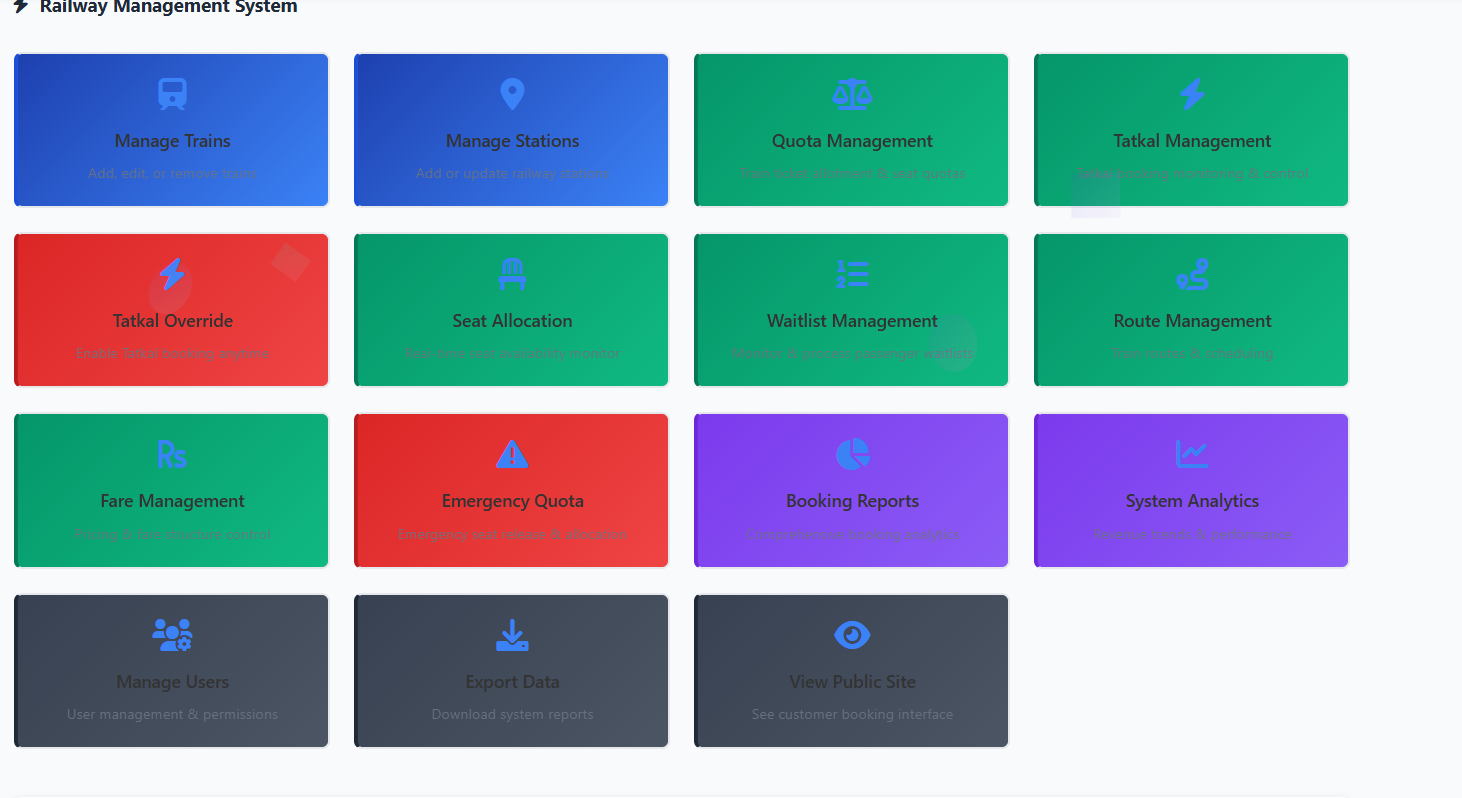 Railway Management System
Manage Trains
Add, edit, or remove trains
Manage Stations
Add or update railway stations
Quota Management
Train ticket allotment & seat quotas
Tatkal Management
Tatkal booking monitoring & control
Tatkal Override
Enable Tatkal booking anytime
Seat Allocation
Real-time seat availability monitor
Waitlist Management
Monitor & process passenger waitlists
Route Management
Train routes & scheduling
Rs
Fare Management
Pricing & fare structure control
Emergency Quota
Emergency seat release & allocation
Booking Reports
Comprehensive booking analytics
System Analytics
Revenue trends & performance
Manage Users
User management & permissions
Export Data
Download system reports
View Public Site
See customer booking interface